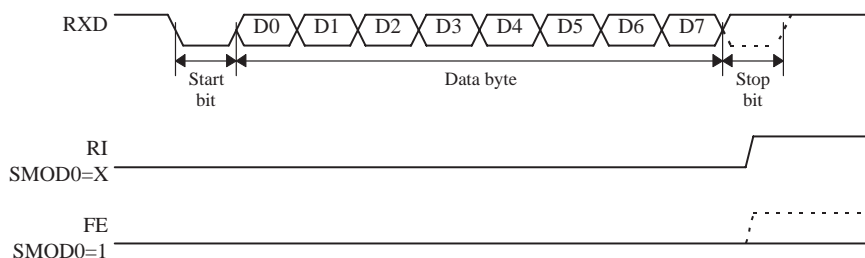 RXD
D0 D1 D2 D3 D4 D5 D6 D7
Start
bit
Data byte
Stop
bit
RI
SMOD0=X
FE
SMOD0=1